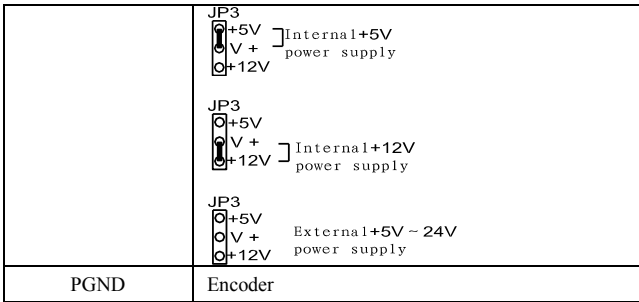 JP3
+5V
Internal+5V
V +
power supply
+12V
JP3
+5V
V +
Internal+12V
+12V
power supply
JP3
+5V
External+5V ~ 24V
V +
power supply
+12V
PGND Encoder